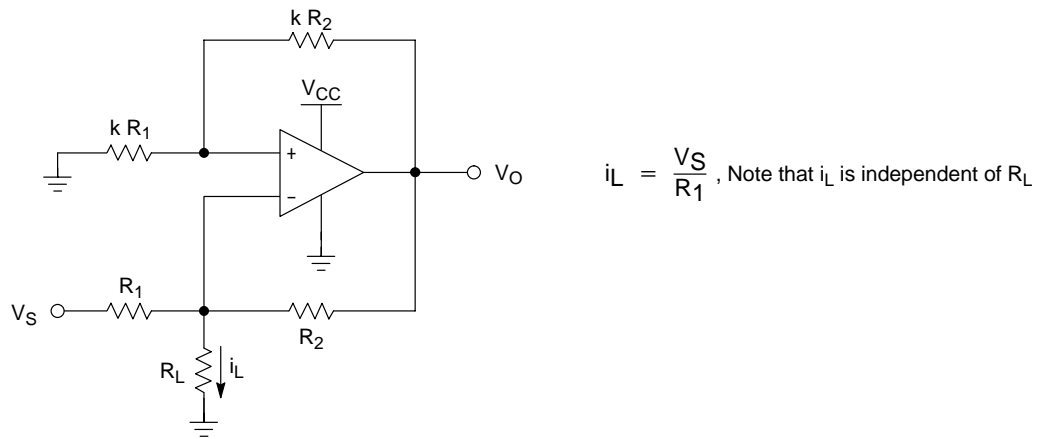 k R2
VCC
k R1
+
−
VO
R1
VS
R2
RL
iL
iL = VS / R1 , Note that iL is independent of RL